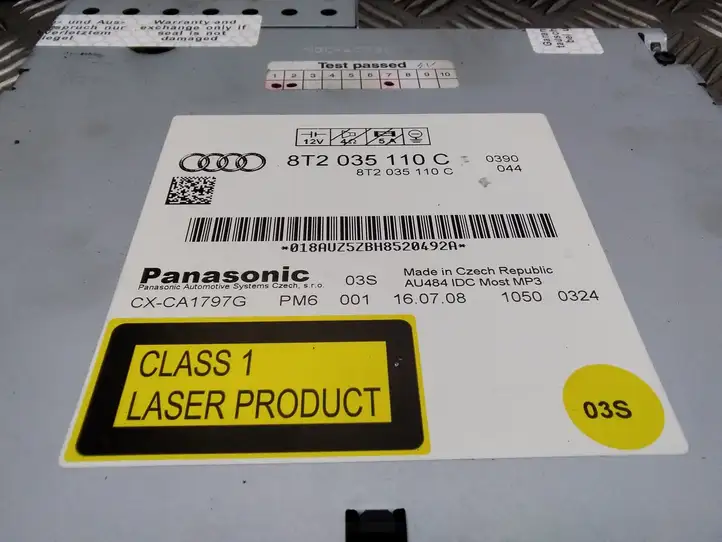 - und Aus-
spruch nur
verletztem
iegel
Warranty and
exchange only if
seal is not
damaged
Test passed
1 2 3 4 5 6 7 8 9 10
12V 4Ω 5A
8T2 035 110 C 0390
8T2 035 110 C 044
*018AUZ5ZBH8520492A*
Panasonic 03S Made in Czech Republic
Panasonic Automotive Systems Czech, s.r.o. AU484 IDC Most MP3
CX-CA1797G PM6 001 16.07.08 1050 0324
CLASS 1
LASER PRODUCT
03S